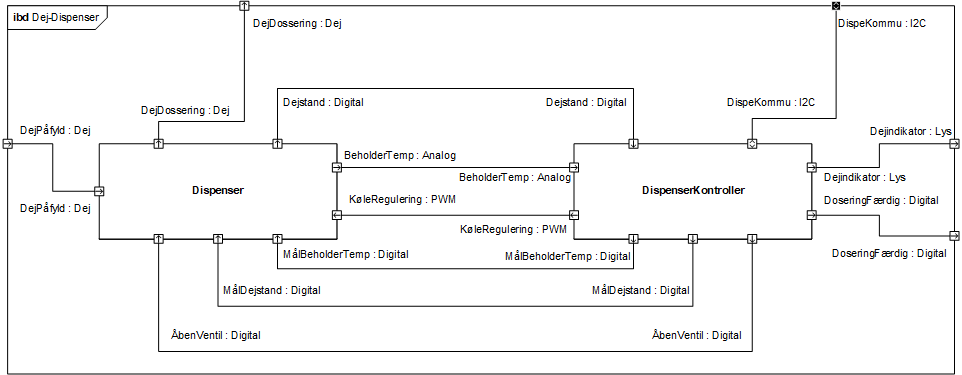 ibd Dej-Dispenser
DejDossering : Dej
DispeKommu : I2C
DejDossering : Dej
Dejstand : Digital
Dejstand : Digital
DispeKommu : I2C
DejPåfyld : Dej
Dejindikator : Lys
BeholderTemp : Analog
BeholderTemp : Analog
Dejindikator : Lys
Dispenser
DispenserKontroller
KøleRegulering : PWM
DoseringFærdig : Digital
DejPåfyld : Dej
KøleRegulering : PWM
MålBeholderTemp : Digital
MålBeholderTemp : Digital
DoseringFærdig : Digital
MålDejstand : Digital
MålDejstand : Digital
ÅbenVentil : Digital
ÅbenVentil : Digital